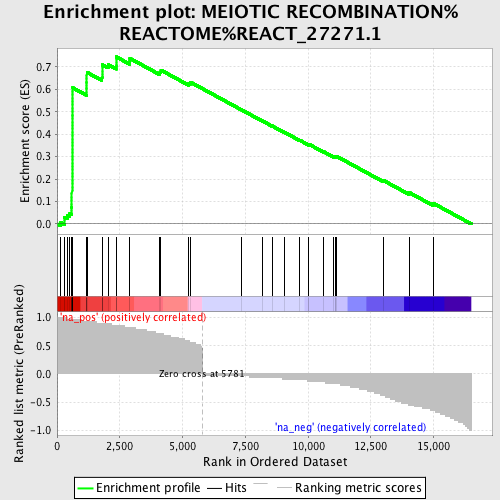 Enrichment plot: MEIOTIC RECOMBINATION%
REACTOME%REACT_27271.1
Enrichment score (ES)
0.7
0.6
0.5
0.4
0.3
0.2
0.1
0.0
Ranked list metric (PreRanked)
1.0
0.5
0.0
-0.5
-1.0
'na_pos' (positively correlated)
Zero cross at 5781
'na_neg' (negatively correlated)
0
2,500
5,000
7,500
10,000
12,500
15,000
Rank in Ordered Dataset
Enrichment profile
Hits
Ranking metric scores